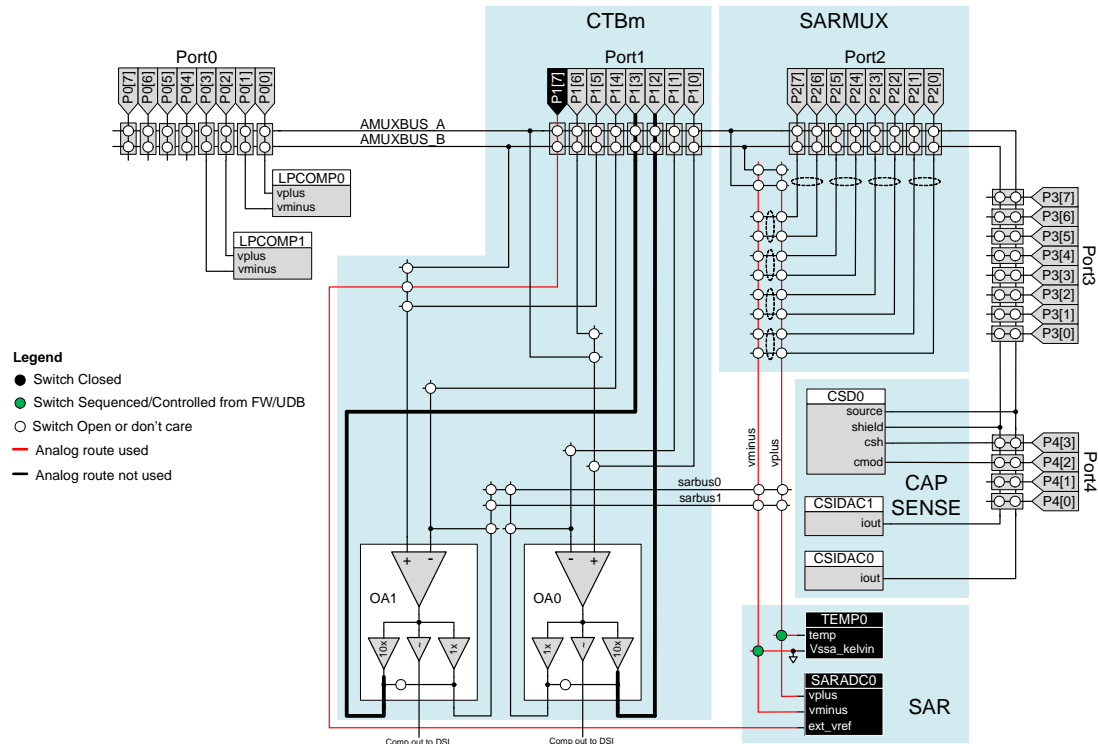 CTBm
SARMUX
Port0
Port1
Port2
P0[7]
P0[6]
P0[5]
P0[4]
P0[3]
P0[2]
P0[1]
P0[0]
P1[7]
P1[6]
P1[5]
P1[4]
P1[3]
P1[2]
P1[1]
P1[0]
P2[7]
P2[6]
P2[5]
P2[4]
P2[3]
P2[2]
P2[1]
P2[0]
AMUXBUS_A
AMUXBUS_B
LPCOMP0
vplus
vminus
LPCOMP1
vplus
vminus
P3[7]
P3[6]
P3[5]
P3[4]
P3[3]
P3[2]
P3[1]
P3[0]
Port3
Legend
Switch Closed
Switch Sequenced/Controlled from FW/UDB
Switch Open or don't care
Analog route used
Analog route not used
CSD0
source
shield
csh
cmod
CAP
SENSE
P4[3]
P4[2]
P4[1]
P4[0]
Port4
vminus
vplus
sarbus0
sarbus1
CSIDAC1
iout
CSIDAC0
iout
+
-
OA1
10x
~
1x
-
+
OA0
1x
~
10x
TEMP0
temp
Vssa_kelvin
SARADC0
vplus
vminus
ext_vref
SAR
Comp out to DSI
Comp out to DSI